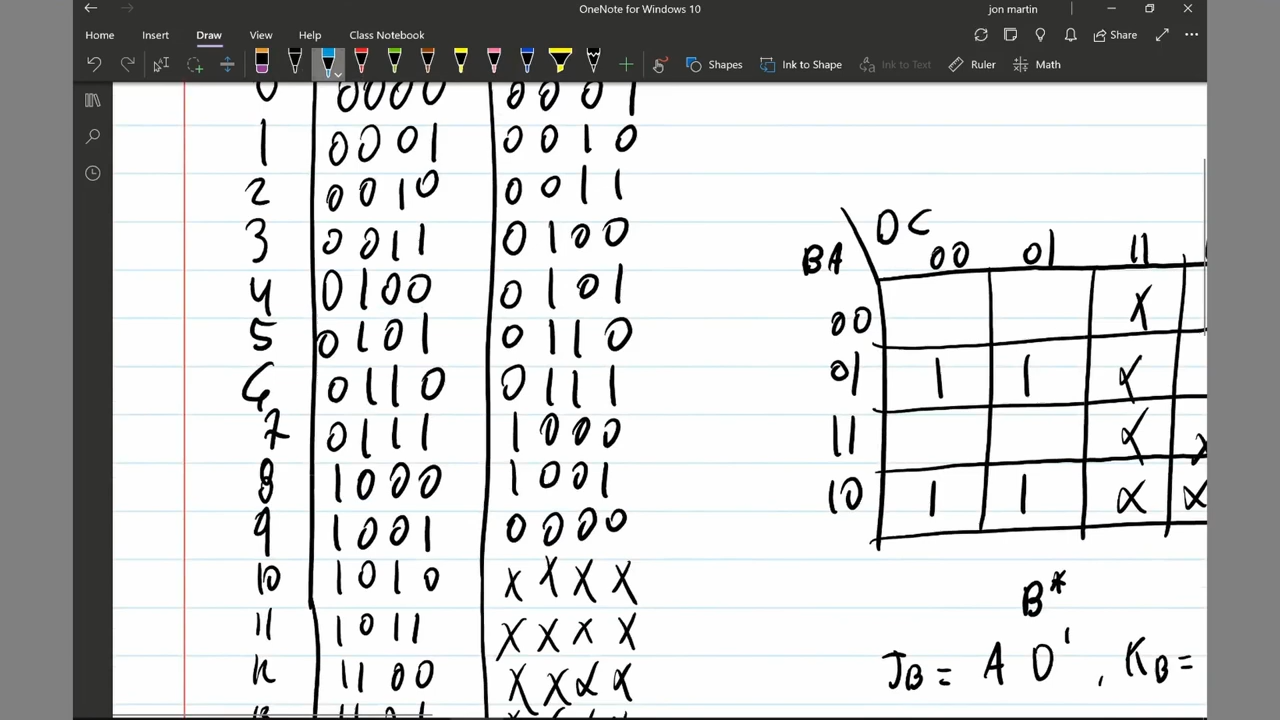 OneNote for Windows 10
jon martin
Home Insert Draw View Help Class Notebook
Share
Shapes Ink to Shape Ink to Text Ruler Math
0 0000 0001
1 0001 0010
2 0010 0011
3 0011 0100
4 0100 0101
5 0101 0110
6 0110 0111
7 0111 1000
8 1000 1001
9 1001 0000
10 1010 XXXX
11 1011 XXXX
12 1100 XXXX
13 1101
DC
BA 00 01 11
00 X
01 1 1 X
11 X X
10 1 1 X X
B*
JB = A D' , KB =